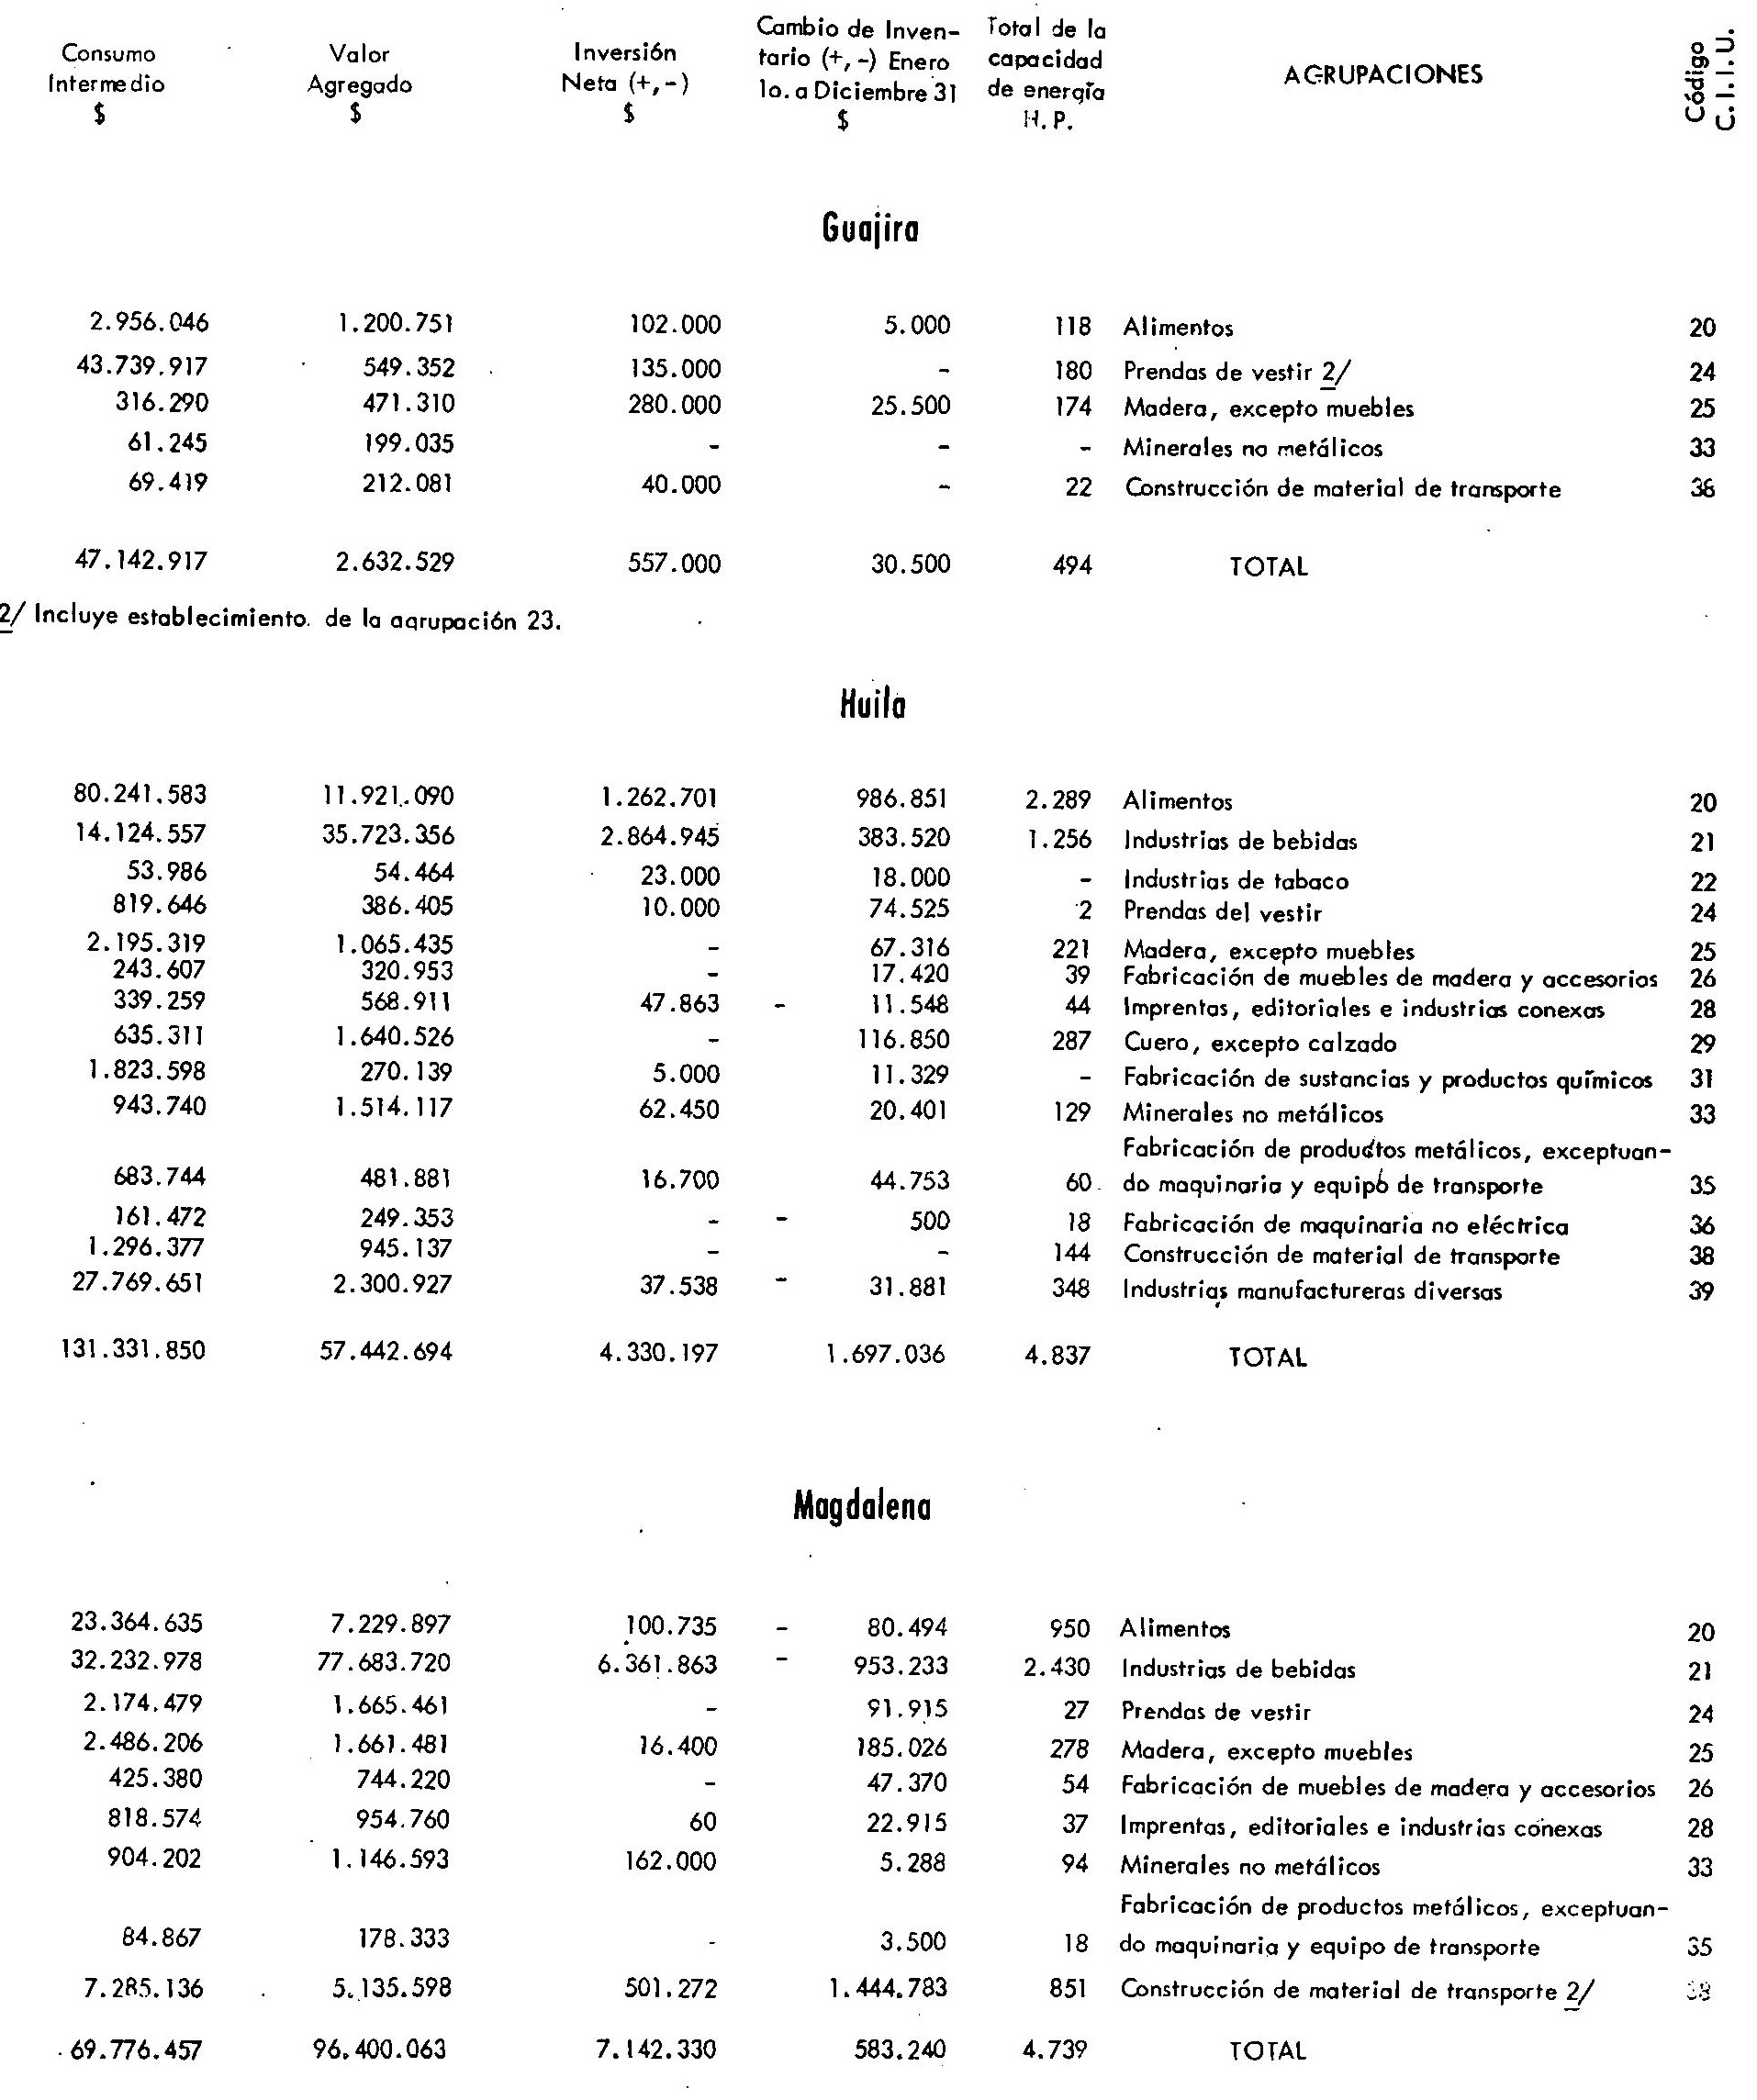 Consumo Intermedio $ Valor Agregado $ Inversión Neta (+,-) $ Cambio de Inven-tario (+,-) Enero 1o. a Diciembre 31 $ Total de la capacidad de energía H.P. AGRUPACIONES Código C.I.I.U.
Guajira
2.956.046 1.200.751 102.000 5.000 118 Alimentos 20
43.739.917 549.352 135.000 - 180 Prendas de vestir 2/ 24
316.290 471.310 280.000 25.500 174 Madera, excepto muebles 25
61.245 199.035 - - - Minerales no metálicos 33
69.419 212.081 40.000 - 22 Construcción de material de transporte 38
47.142.917 2.632.529 557.000 30.500 494 TOTAL
2/ Incluye establecimiento. de la agrupación 23.
Huila
80.241.583 11.921.090 1.262.701 986.851 2.289 Alimentos 20
14.124.557 35.723.356 2.864.945 383.520 1.256 Industrias de bebidas 21
53.986 54.464 23.000 18.000 - Industrias de tabaco 22
819.646 386.405 10.000 74.525 2 Prendas del vestir 24
2.195.319 1.065.435 - 67.316 221 Madera, excepto muebles 25
243.607 320.953 - 17.420 39 Fabricación de muebles de madera y accesorios 26
339.259 568.911 47.863 - 11.548 44 Imprentas, editoriales e industrias conexas 28
635.311 1.640.526 - 116.850 287 Cuero, excepto calzado 29
1.823.598 270.139 5.000 11.329 - Fabricación de sustancias y productos químicos 31
943.740 1.514.117 62.450 20.401 129 Minerales no metálicos 33
Fabricación de productos metálicos, exceptuan-
683.744 481.881 16.700 44.753 60 do maquinaria y equipo de transporte 35
161.472 249.353 - - 500 18 Fabricación de maquinaria no eléctrica 36
1.296.377 945.137 - - 144 Construcción de material de transporte 38
27.769.651 2.300.927 37.538 - 31.881 348 Industrias manufactureras diversas 39
131.331.850 57.442.694 4.330.197 1.697.036 4.837 TOTAL
Magdalena
23.364.635 7.229.897 100.735 - 80.494 950 Alimentos 20
32.232.978 77.683.720 6.361.863 - 953.233 2.430 Industrias de bebidas 21
2.174.479 1.665.461 - 91.915 27 Prendas de vestir 24
2.486.206 1.661.481 16.400 185.026 278 Madera, excepto muebles 25
425.380 744.220 - 47.370 54 Fabricación de muebles de madera y accesorios 26
818.574 954.760 60 22.915 37 Imprentas, editoriales e industrias conexas 28
904.202 1.146.593 162.000 5.288 94 Minerales no metálicos 33
Fabricación de productos metálicos, exceptuan-
84.867 178.333 - 3.500 18 do maquinaria y equipo de transporte 35
7.285.136 5.135.598 501.272 1.444.783 851 Construcción de material de transporte 2/ 38
69.776.457 96.400.063 7.142.330 583.240 4.739 TOTAL